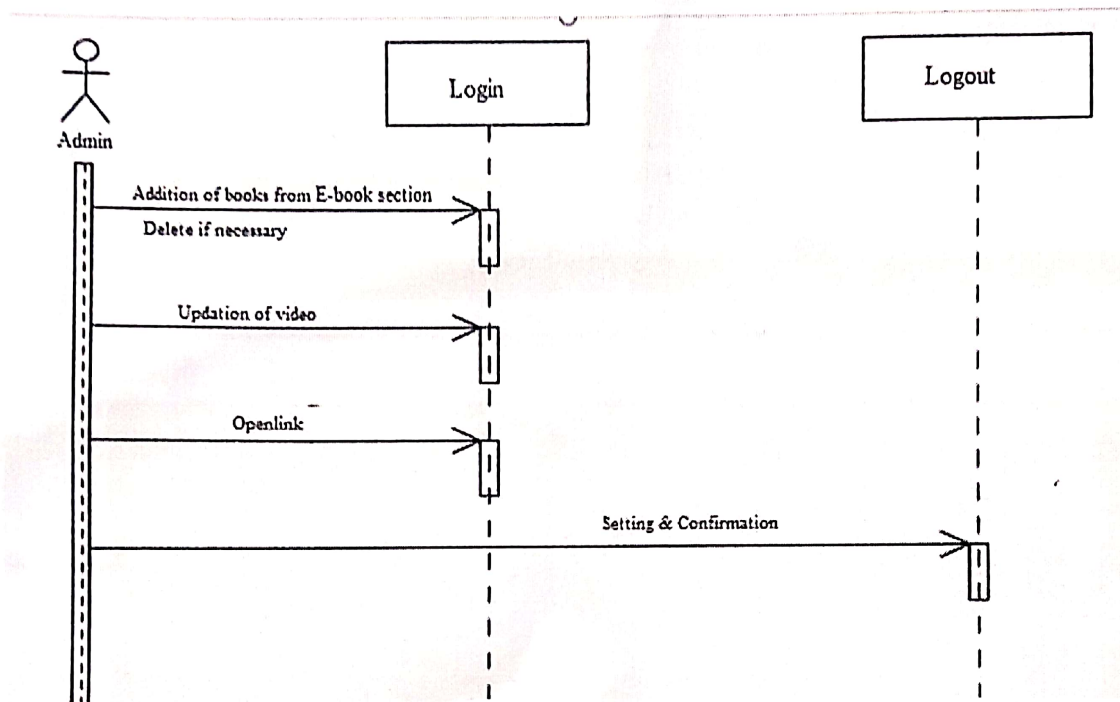 Login
Logout
Admin
Addition of books from E-book section
Delete if necessary
Updation of video
Openlink
Setting & Confirmation